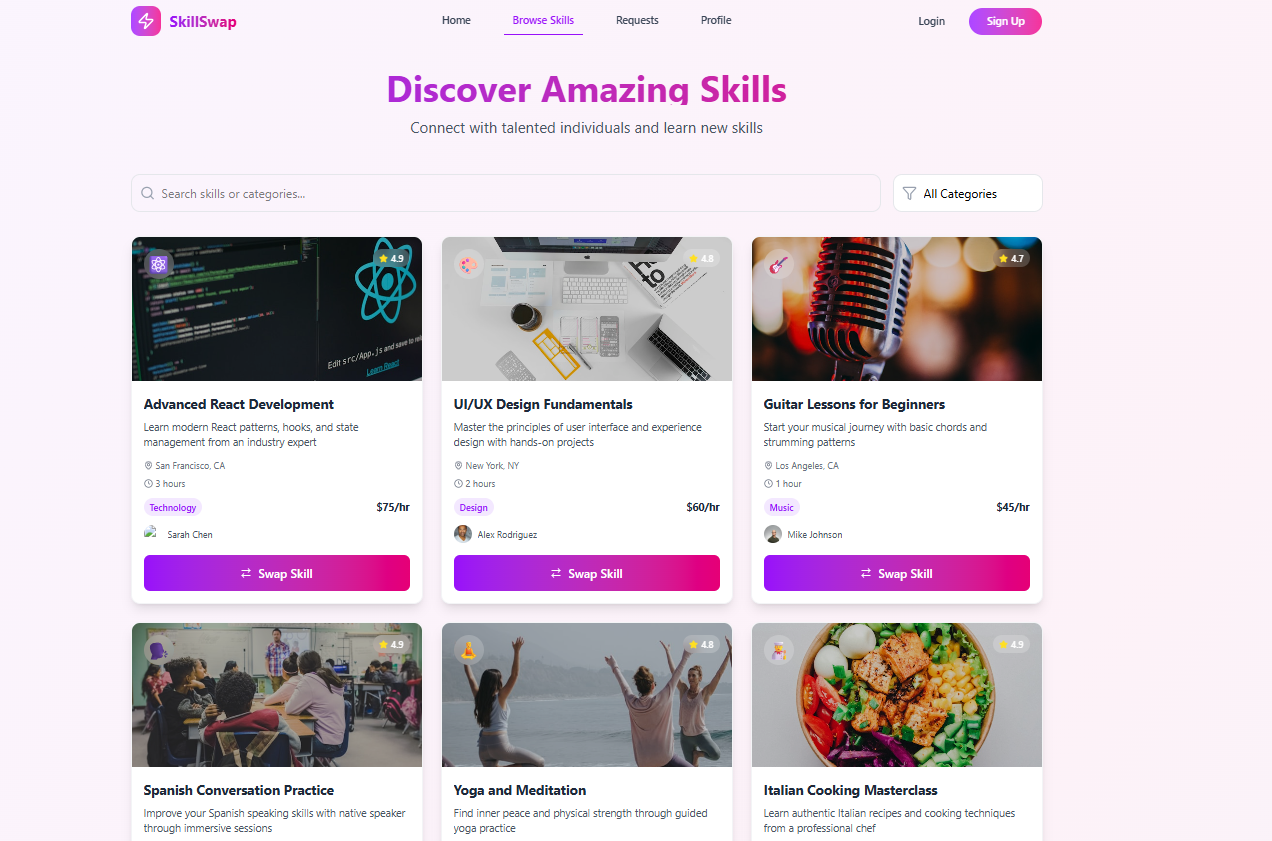 SkillSwap
Home
Browse Skills
Requests
Profile
Login
Sign Up
Discover Amazing Skills
Connect with talented individuals and learn new skills
Search skills or categories...
All Categories
4.9
Edit src/App.js and save to
Learn React
Advanced React Development
Learn modern React patterns, hooks, and state
management from an industry expert
San Francisco, CA
3 hours
Technology
$75/hr
Sarah Chen
Swap Skill
4.8
UI/UX Design Fundamentals
Master the principles of user interface and experience
design with hands-on projects
New York, NY
2 hours
Design
$60/hr
Alex Rodriguez
Swap Skill
4.7
Guitar Lessons for Beginners
Start your musical journey with basic chords and
strumming patterns
Los Angeles, CA
1 hour
Music
$45/hr
Mike Johnson
Swap Skill
4.9
Spanish Conversation Practice
Improve your Spanish speaking skills with native speaker
through immersive sessions
4.8
Yoga and Meditation
Find inner peace and physical strength through guided
yoga practice
4.9
Italian Cooking Masterclass
Learn authentic Italian recipes and cooking techniques
from a professional chef